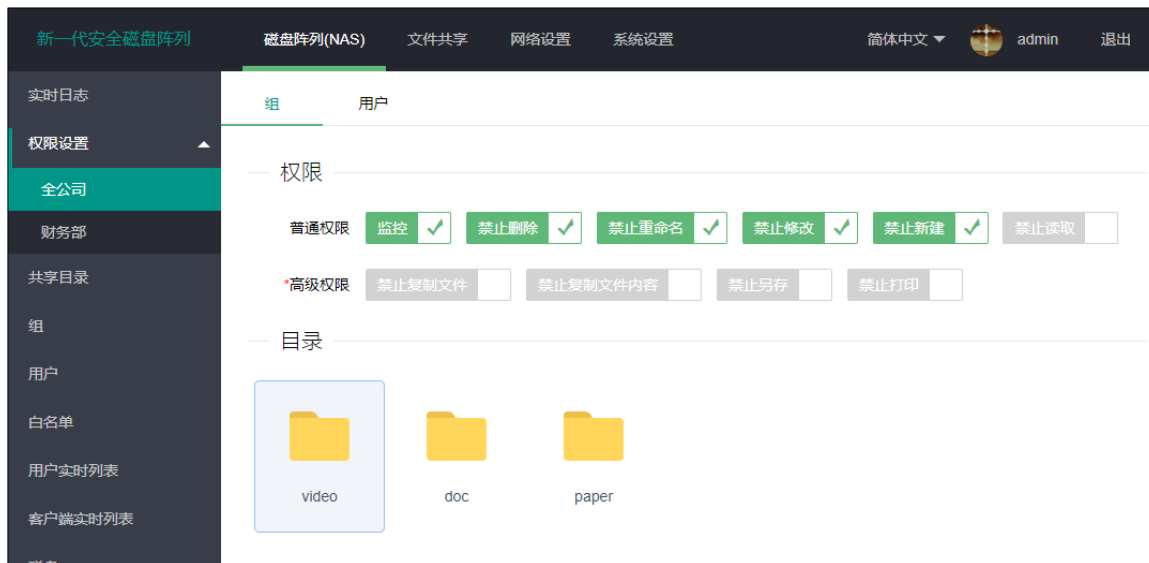 新一代安全磁盘阵列 磁盘阵列(NAS) 文件共享 网络设置 系统设置 简体中文 admin 退出
实时日志
权限设置
全公司
财务部
共享目录
组
用户
白名单
用户实时列表
客户端实时列表
组 用户
权限
普通权限 监控 禁止删除 禁止重命名 禁止修改 禁止新建 禁止读取
*高级权限 禁止复制文件 禁止复制文件内容 禁止另存 禁止打印
目录
video doc paper